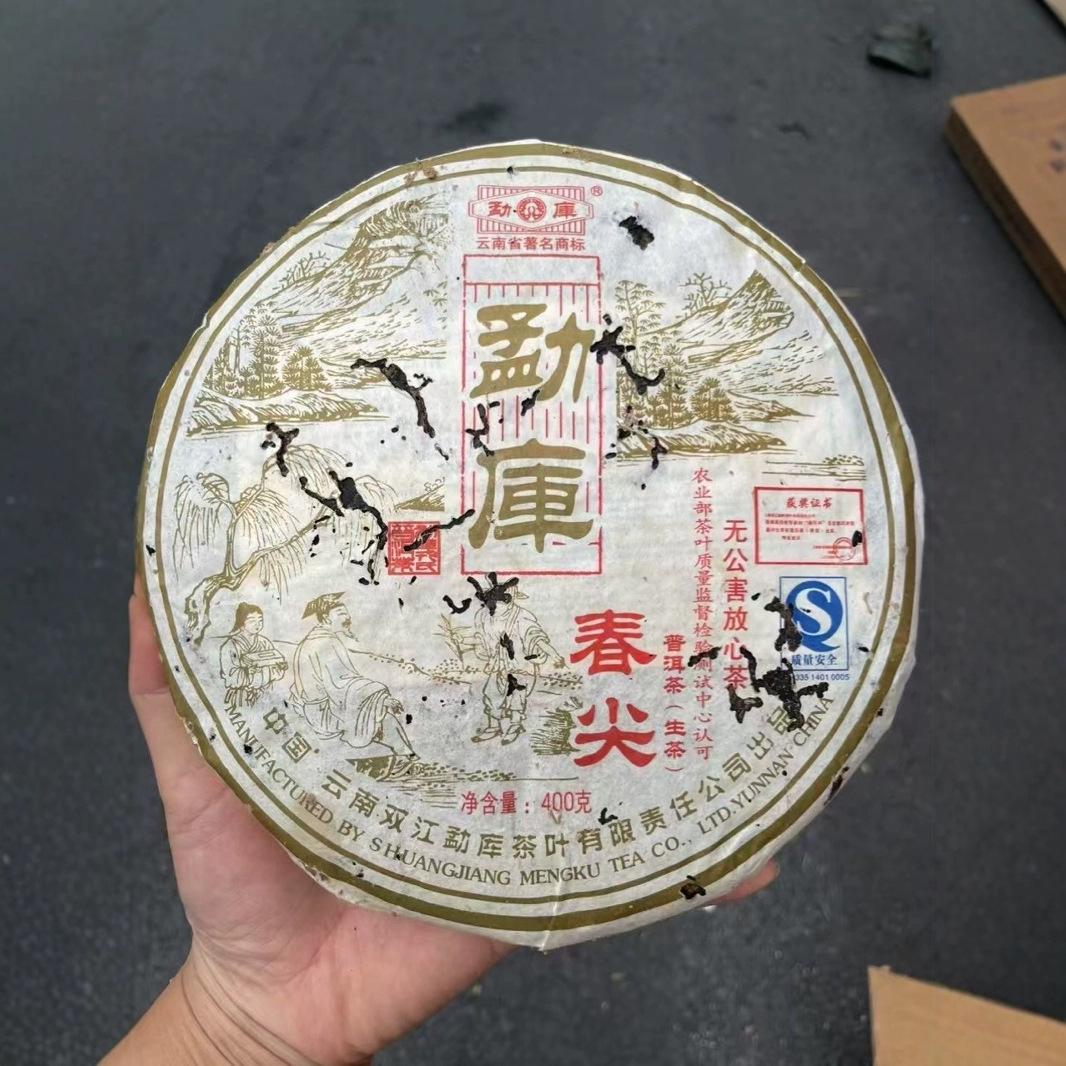 勐·库®
云南省著名商标
勐库
农业部茶叶质量监督检验测试中心认可
无公害放心茶
获奖证书
质量安全
335 1401 0005
春尖
普洱茶（生茶）
净含量：400克
中国·云南双江勐库茶叶有限责任公司出品
MANUFACTURED BY SHUANGJIANG MENGKU TEA CO., LTD.YUNNAN CHINA